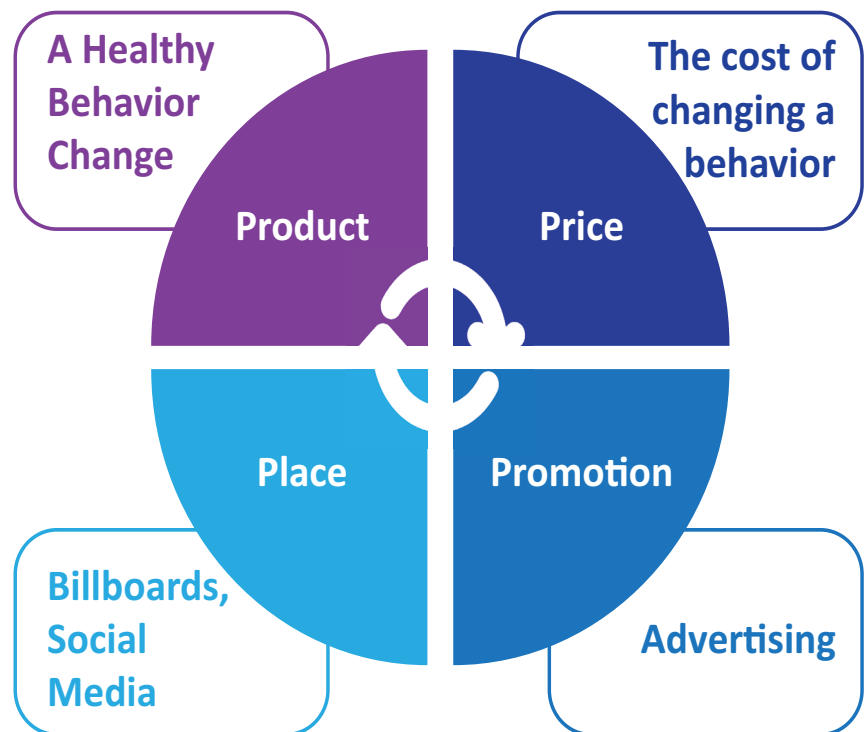 A Healthy
Behavior
Change
The cost of
changing a
behavior
Product
Price
Place
Promotion
Billboards,
Social
Media
Advertising